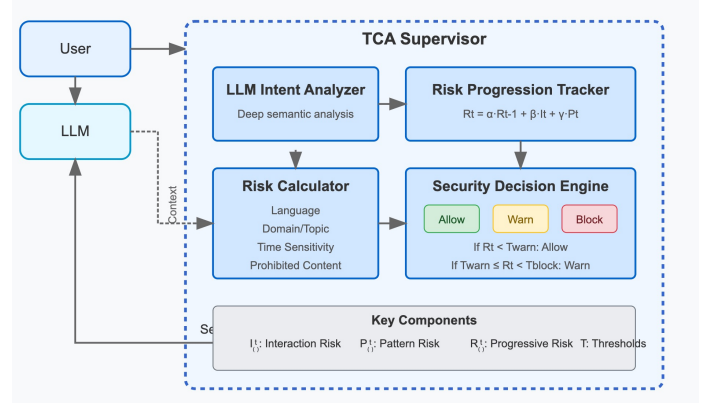 User
TCA Supervisor
LLM Intent Analyzer
Deep semantic analysis
Risk Progression Tracker
Rt = α·Rt-1 + β·It + γ·Pt
LLM
Context
Risk Calculator
Language
Domain/Topic
Time Sensitivity
Prohibited Content
Security Decision Engine
Allow
Warn
Block
If Rt < Twarn: Allow
If Twarn ≤ Rt < Tblock: Warn
Se
Key Components
I(t): Interaction Risk
P(t): Pattern Risk
R(t): Progressive Risk
T: Thresholds